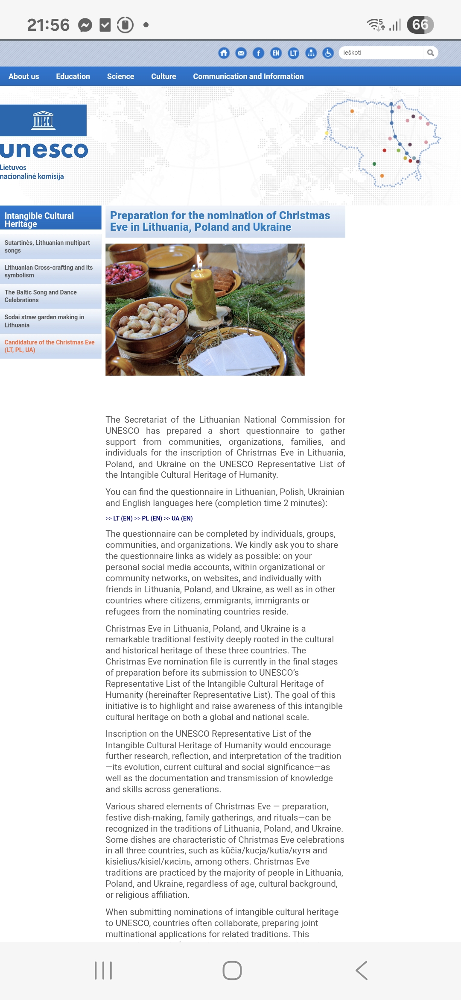 21:56
5
66
f
EN
LT
ieškoti
About us Education Science Culture Communication and Information
UNESCO
unesco
Lietuvos
nacionalinė komisija
Intangible Cultural
Heritage
Sutartinės, Lithuanian multipart
songs
Lithuanian Cross-crafting and its
symbolism
The Baltic Song and Dance
Celebrations
Sodai straw garden making in
Lithuania
Candidature of the Christmas Eve
(LT, PL, UA)
Preparation for the nomination of Christmas
Eve in Lithuania, Poland and Ukraine
The Secretariat of the Lithuanian National Commission for
UNESCO has prepared a short questionnaire to gather
support from communities, organizations, families, and
individuals for the inscription of Christmas Eve in Lithuania,
Poland, and Ukraine on the UNESCO Representative List of
the Intangible Cultural Heritage of Humanity.
You can find the questionnaire in Lithuanian, Polish, Ukrainian
and English languages here (completion time 2 minutes):
>> LT (EN) >> PL (EN) >> UA (EN)
The questionnaire can be completed by individuals, groups,
communities, and organizations. We kindly ask you to share
the questionnaire links as widely as possible: on your
personal social media accounts, within organizational or
community networks, on websites, and individually with
friends in Lithuania, Poland, and Ukraine, as well as in other
countries where citizens, emmigrants, immigrants or
refugees from the nominating countries reside.
Christmas Eve in Lithuania, Poland, and Ukraine is a
remarkable traditional festivity deeply rooted in the cultural
and historical heritage of these three countries. The
Christmas Eve nomination file is currently in the final stages
of preparation before its submission to UNESCO’s
Representative List of the Intangible Cultural Heritage of
Humanity (hereinafter Representative List). The goal of this
initiative is to highlight and raise awareness of this intangible
cultural heritage on both a global and national scale.
Inscription on the UNESCO Representative List of the
Intangible Cultural Heritage of Humanity would encourage
further research, reflection, and interpretation of the tradition
—its evolution, current cultural and social significance—as
well as the documentation and transmission of knowledge
and skills across generations.
Various shared elements of Christmas Eve — preparation,
festive dish-making, family gatherings, and rituals—can be
recognized in the traditions of Lithuania, Poland, and Ukraine.
Some dishes are characteristic of Christmas Eve celebrations
in all three countries, such as kūčia/kucja/kutia/кутя and
kisielius/kisiel/кисіль, among others. Christmas Eve
traditions are practiced by the majority of people in Lithuania,
Poland, and Ukraine, regardless of age, cultural background,
or religious affiliation.
When submitting nominations of intangible cultural heritage
to UNESCO, countries often collaborate, preparing joint
multinational applications for related traditions. This